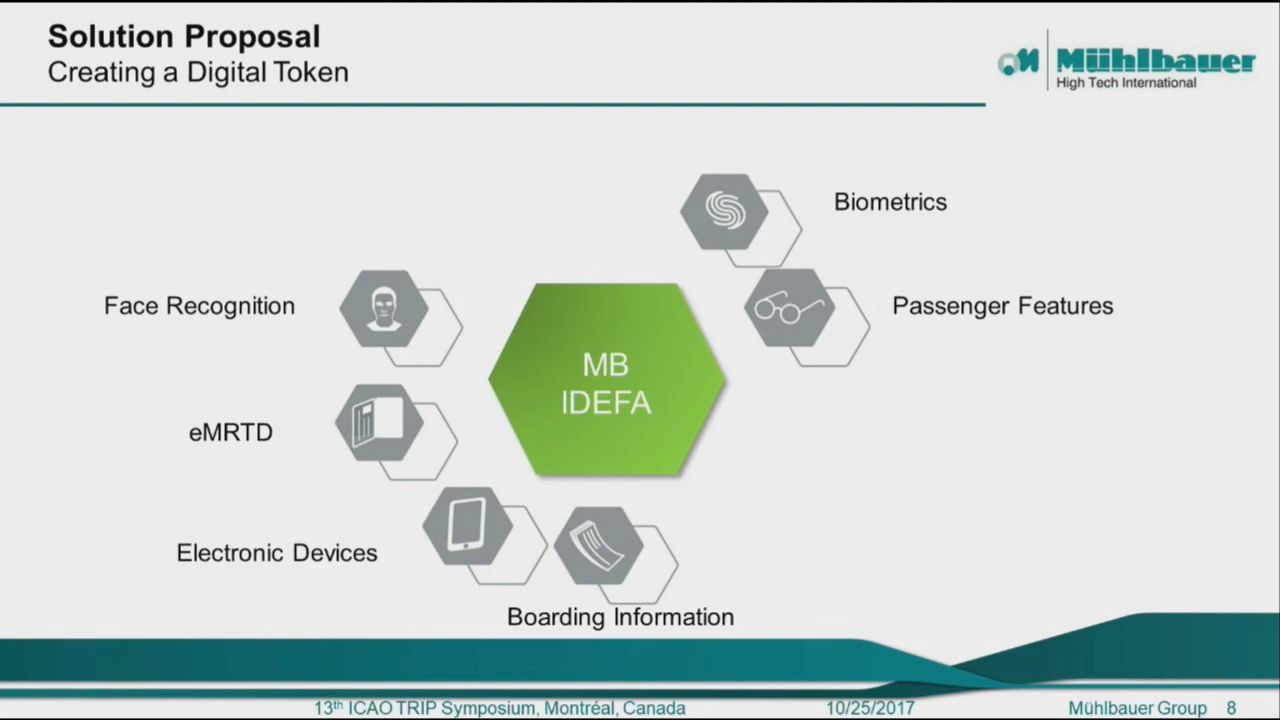 Solution Proposal
Creating a Digital Token
Mühlbauer
High Tech International
Biometrics
Face Recognition
Passenger Features
MB
IDEFA
eMRTD
Electronic Devices
Boarding Information
13th ICAO TRIP Symposium, Montréal, Canada
10/25/2017
Mühlbauer Group 8